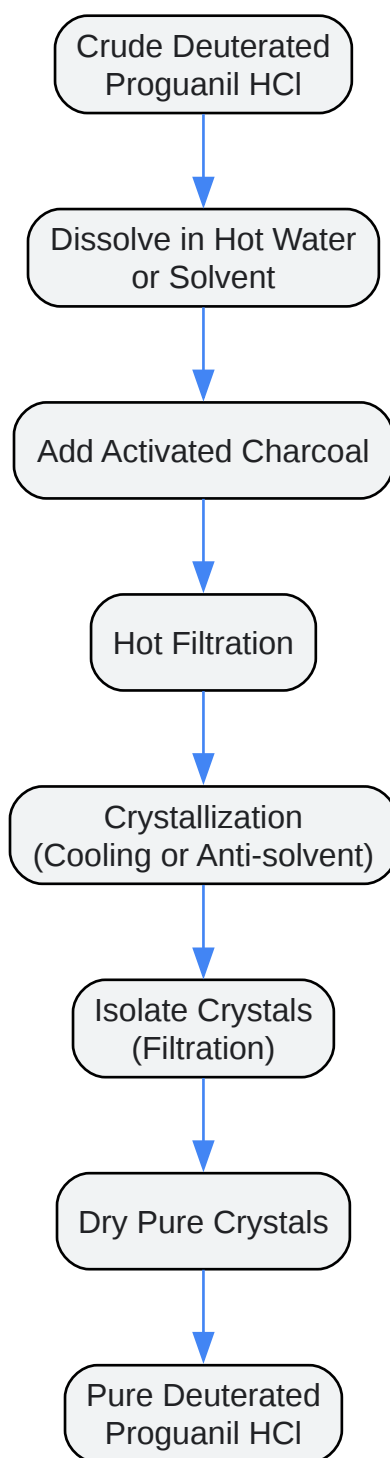 Crude Deuterated
Proguanil HCl
Dissolve in Hot Water
or Solvent
Add Activated Charcoal
Hot Filtration
Crystallization
(Cooling or Anti-solvent)
Isolate Crystals
(Filtration)
Dry Pure Crystals
Pure Deuterated
Proguanil HCl